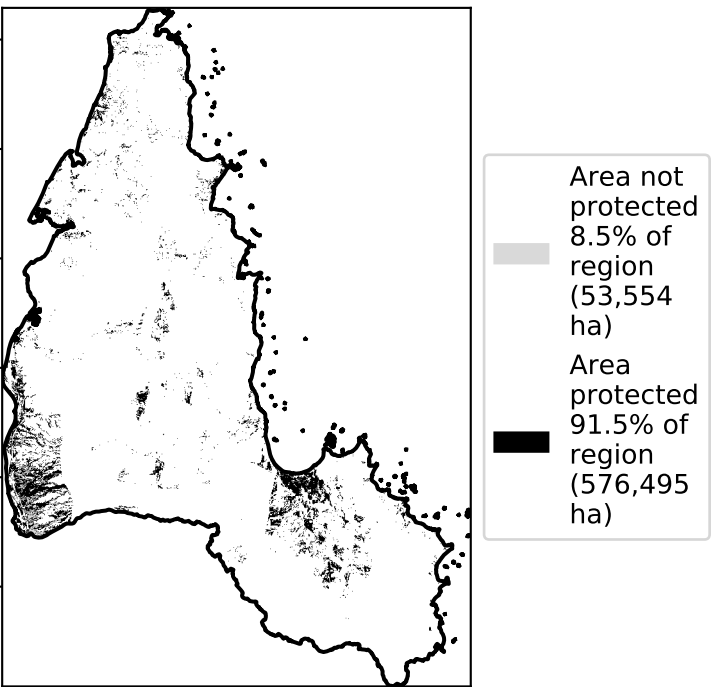 Area not
protected
8.5% of
region
(53,554
ha)
Area
protected
91.5% of
region
(576,495
ha)